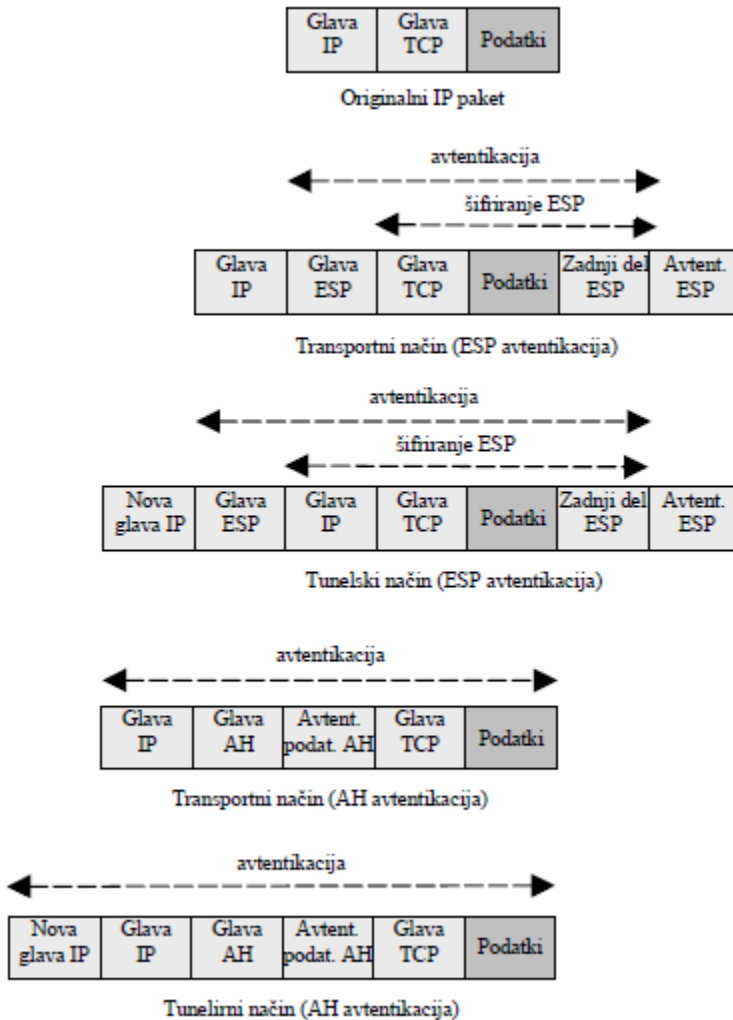 Glava IP Glava TCP Podatki
Originalni IP paket
avtentikacija
šifriranje ESP
Glava IP Glava ESP Glava TCP Podatki Zadnji del ESP Avtent. ESP
Transportni način (ESP avtentikacija)
avtentikacija
šifriranje ESP
Nova glava IP Glava ESP Glava IP Glava TCP Podatki Zadnji del ESP Avtent. ESP
Tunelski način (ESP avtentikacija)
avtentikacija
Glava IP Glava AH Avtent. podat. AH Glava TCP Podatki
Transportni način (AH avtentikacija)
avtentikacija
Nova glava IP Glava IP Glava AH Avtent. podat. AH Glava TCP Podatki
Tunelirni način (AH avtentikacija)